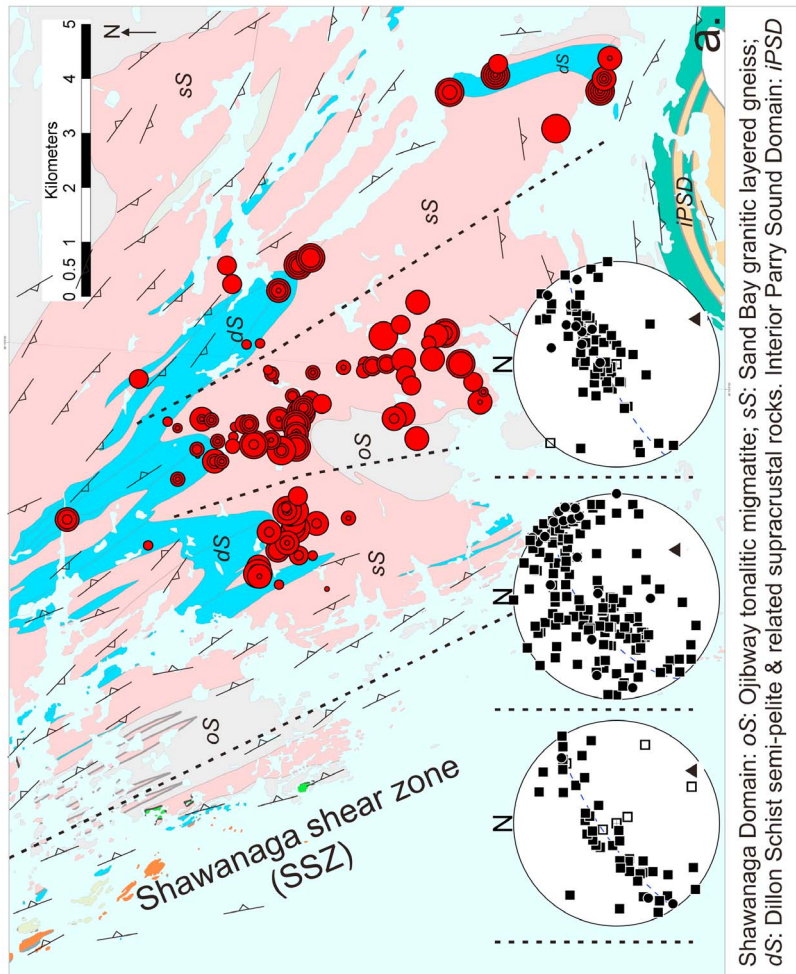 a.
N
0 0.5 1 2 3 4 5
Kilometers
sS
dS
sS
iPSD
dS
oS
dS
sS
oS
Shawanaga shear zone
(SSZ)
N
N
N
Shawanaga Domain: oS: Ojibway tonalitic migmatite; sS: Sand Bay granitic layered gneiss;
dS: Dillon Schist semi-pelite & related supracrustal rocks. Interior Parry Sound Domain: iPSD